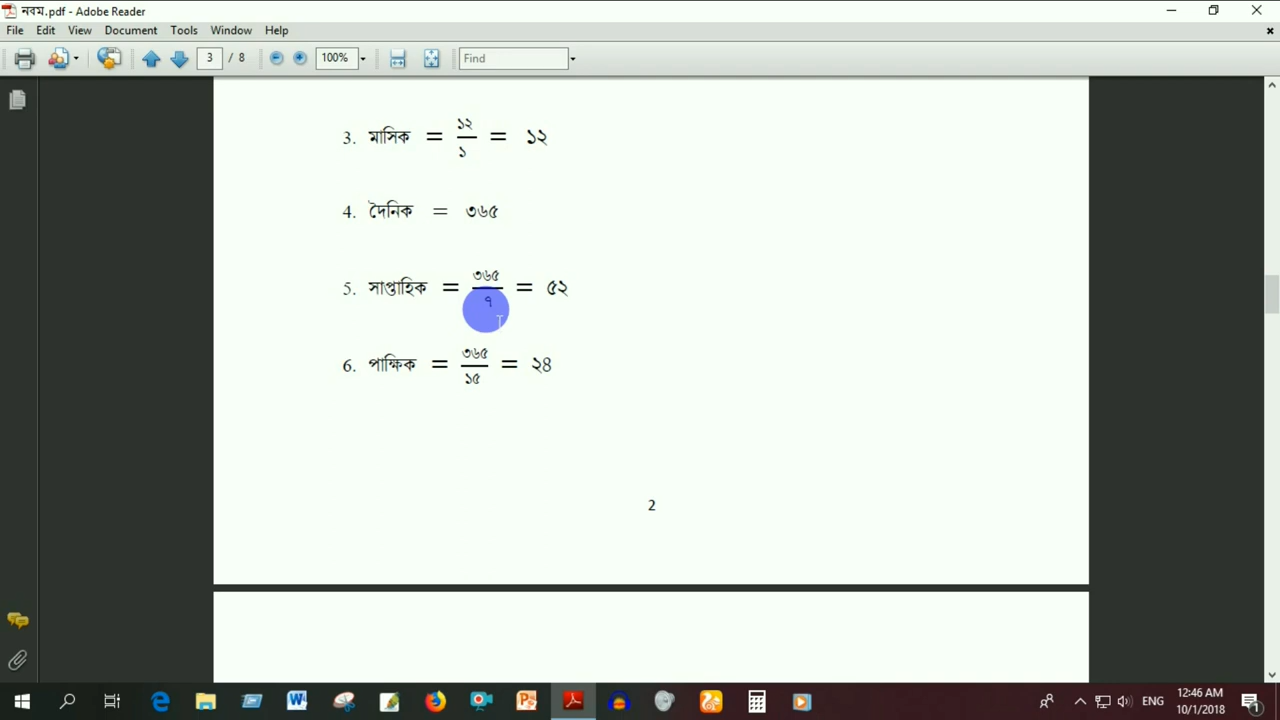 নবম.pdf - Adobe Reader
File Edit View Document Tools Window Help
3 / 8 100% Find
3. মাসিক = ১২/১ = ১২
4. দৈনিক = ৩৬৫
5. সাপ্তাহিক = ৩৬৫/৭ = ৫২
6. পাক্ষিক = ৩৬৫/১৫ = ২৪
2
ENG
12:46 AM
10/1/2018